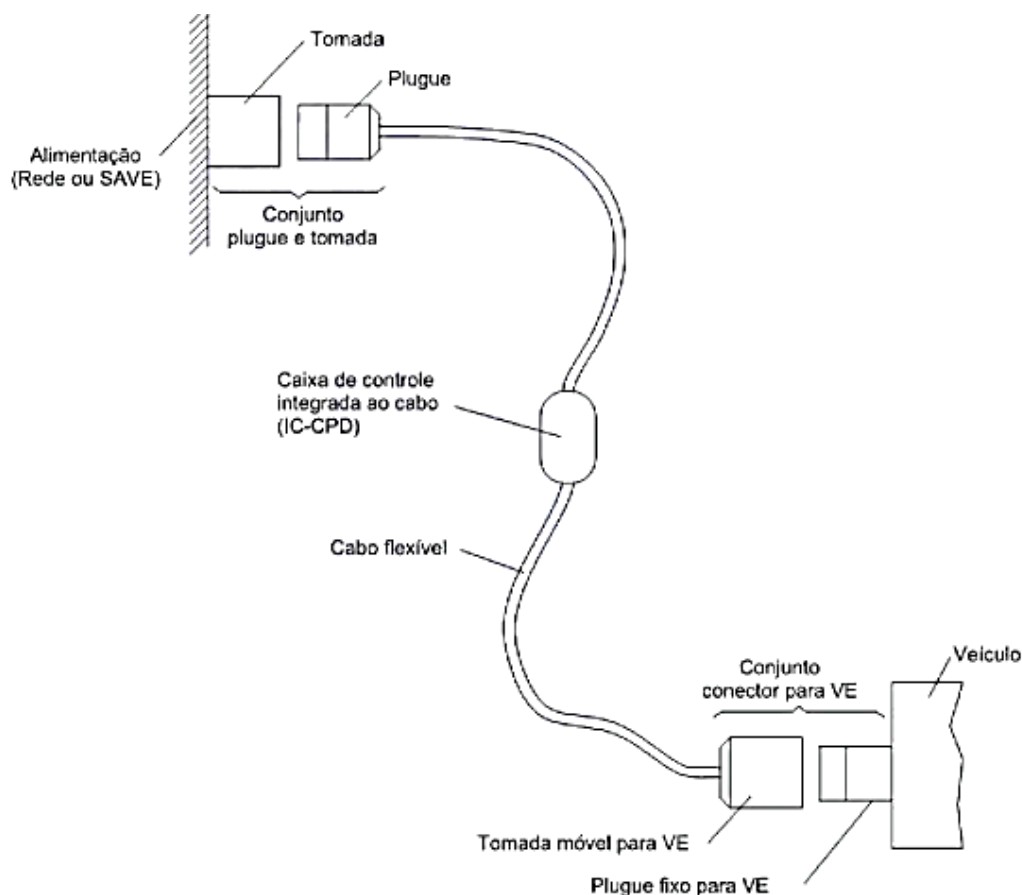 Tomada
Plugue
Alimentação
(Rede ou SAVE)
Conjunto
plugue e tomada
Caixa de controle
integrada ao cabo
(IC-CPD)
Cabo flexível
Veículo
Conjunto
conector para VE
Tomada móvel para VE
Plugue fixo para VE